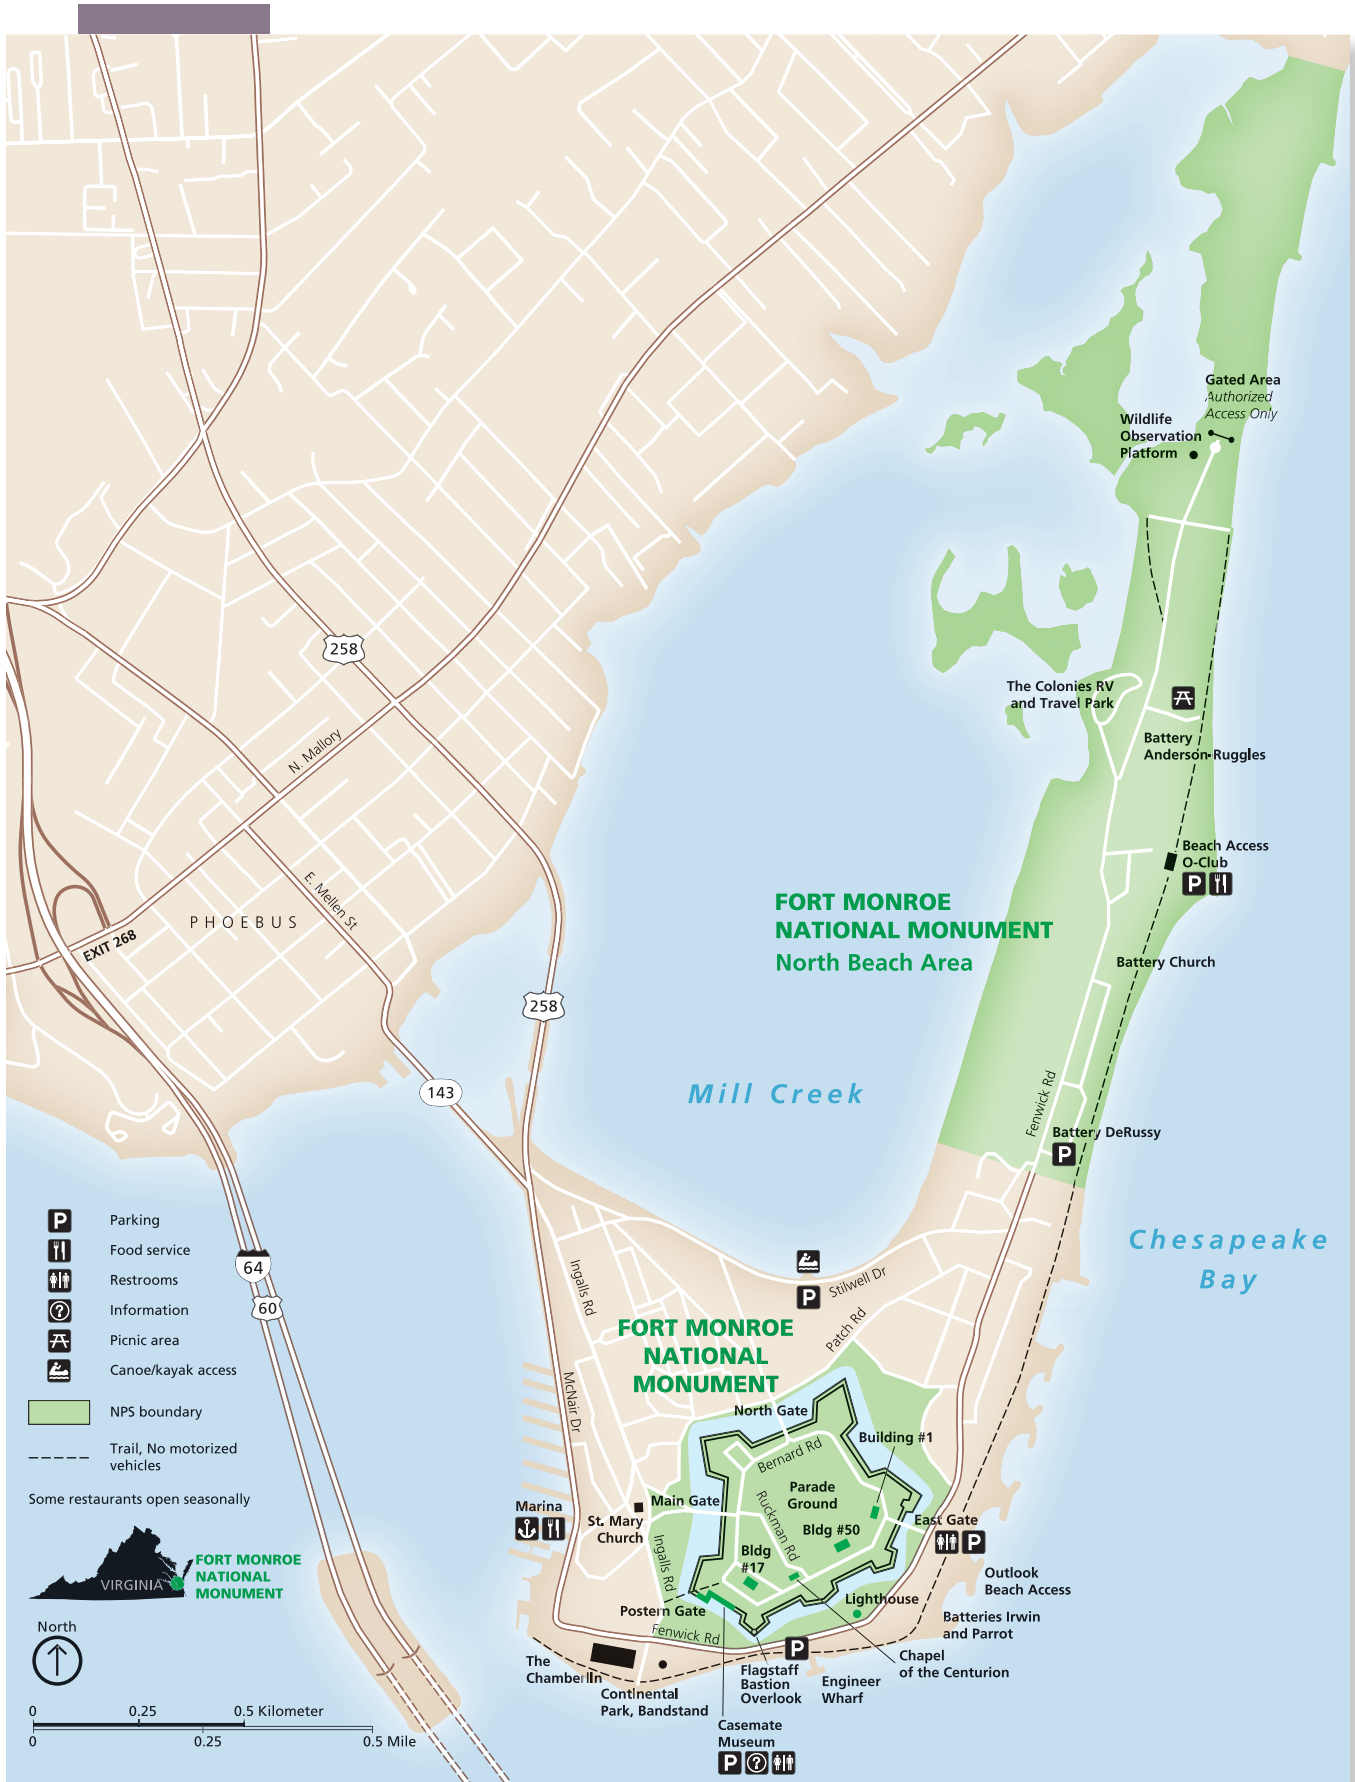 Gated Area
Authorized
Access Only
Wildlife
Observation
Platform
258
The Colonies RV
and Travel Park
Battery
Anderson-Ruggles
N. Mallory
Beach Access
O-Club
P
E. Mellen St
PHOEBUS
EXIT 268
FORT MONROE
NATIONAL MONUMENT
North Beach Area
Battery Church
258
Mill Creek
143
Fenwick Rd
Battery DeRussy
P
Chesapeake
Bay
P Parking
Food service
Restrooms
? Information
Picnic area
Canoe/kayak access
NPS boundary
Trail, No motorized
vehicles
Some restaurants open seasonally
64
60
Ingalls Rd
P
Stilwell Dr
Patch Rd
FORT MONROE
NATIONAL
MONUMENT
McNair Dr
North Gate
Building #1
Bernard Rd
Parade
Ground
Ruckman Rd
Main Gate
Marina
St. Mary
Church
Bldg #50
East Gate
P
Bldg
#17
Ingalls Rd
Outlook
Beach Access
Lighthouse
Postern Gate
Batteries Irwin
and Parrot
Fenwick Rd
P
The
Chamberlin
Chapel
of the Centurion
Flagstaff
Bastion
Overlook
Engineer
Wharf
Continental
Park, Bandstand
Casemate
Museum
P ?
VIRGINIA
FORT MONROE
NATIONAL
MONUMENT
North
0 0.25 0.5 Kilometer
0 0.25 0.5 Mile